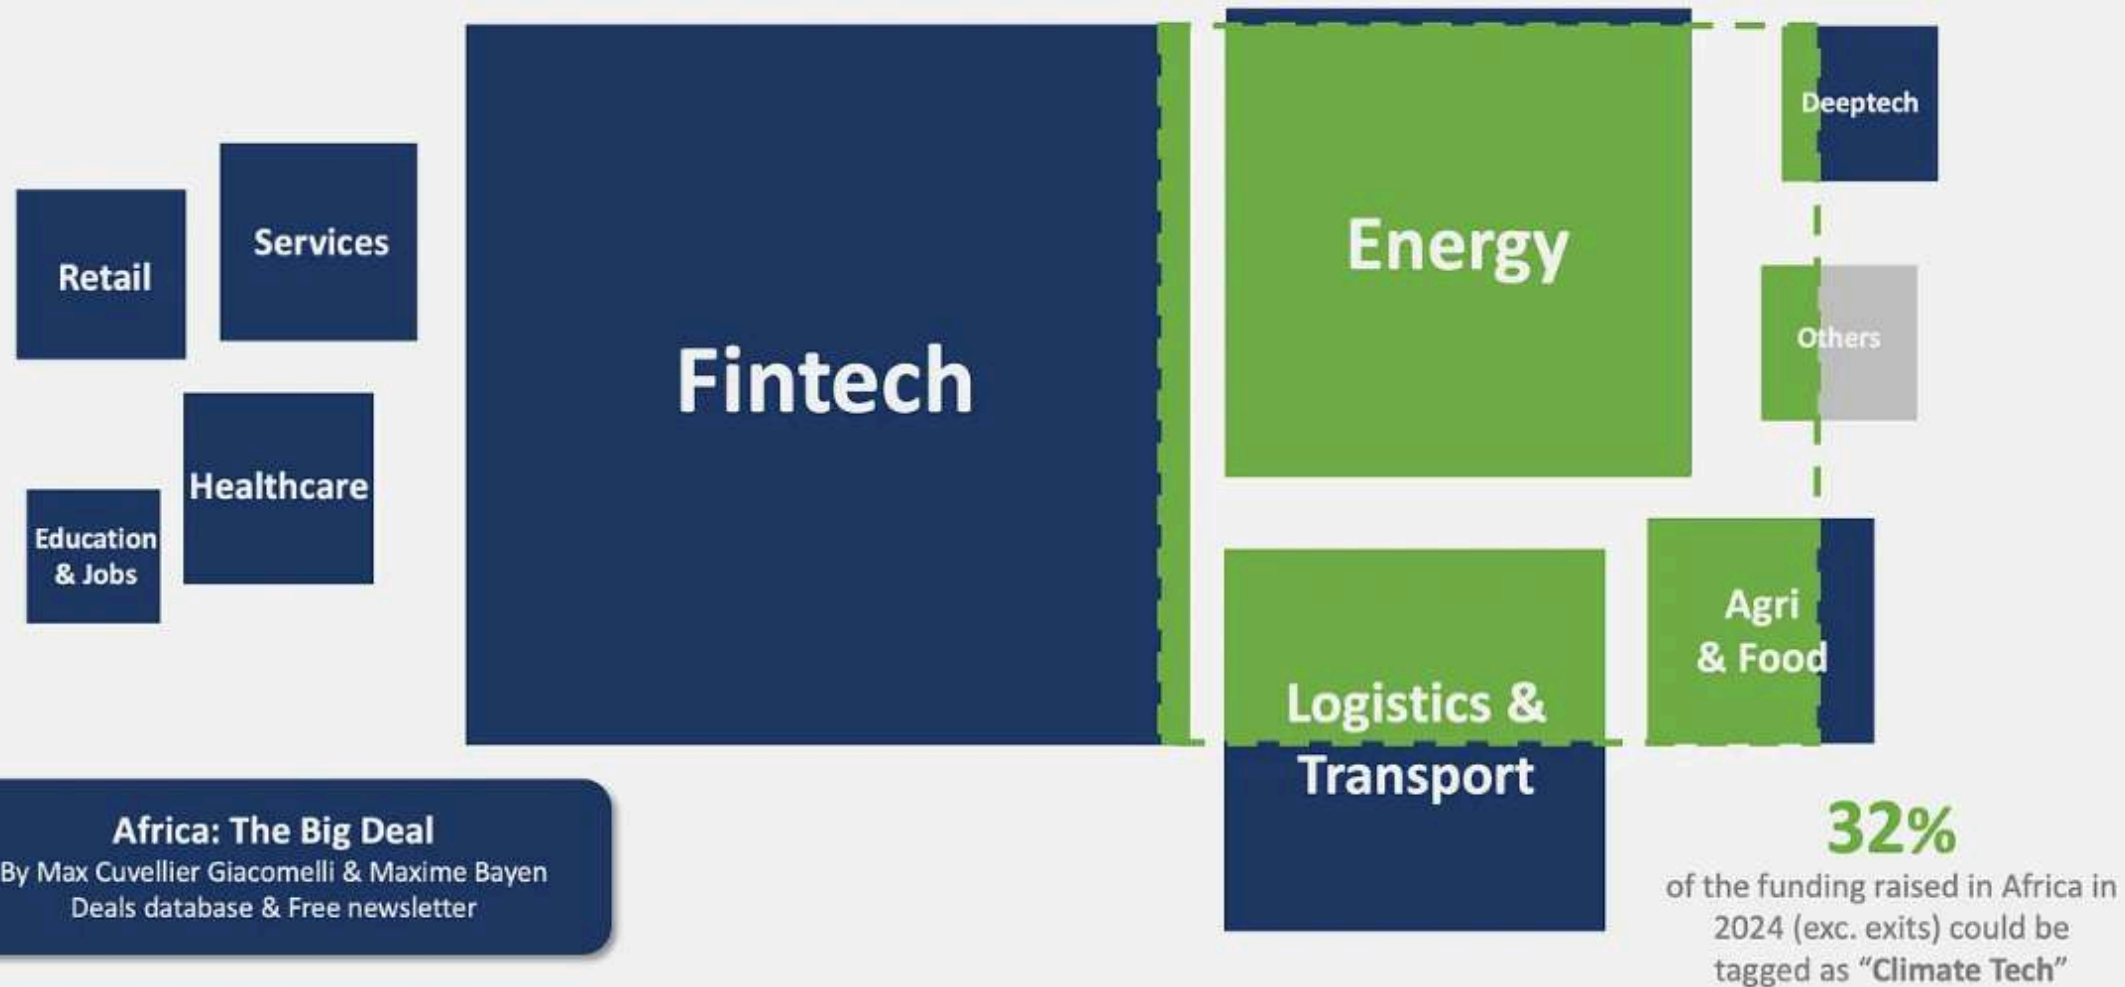 Retail
Services
Healthcare
Education
& Jobs
Fintech
Energy
Logistics &
Transport
Deeptech
Others
Agri
& Food
Africa: The Big Deal
By Max Cuvellier Giacomelli & Maxime Bayen
Deals database & Free newsletter
32%
of the funding raised in Africa in
2024 (exc. exits) could be
tagged as “Climate Tech”